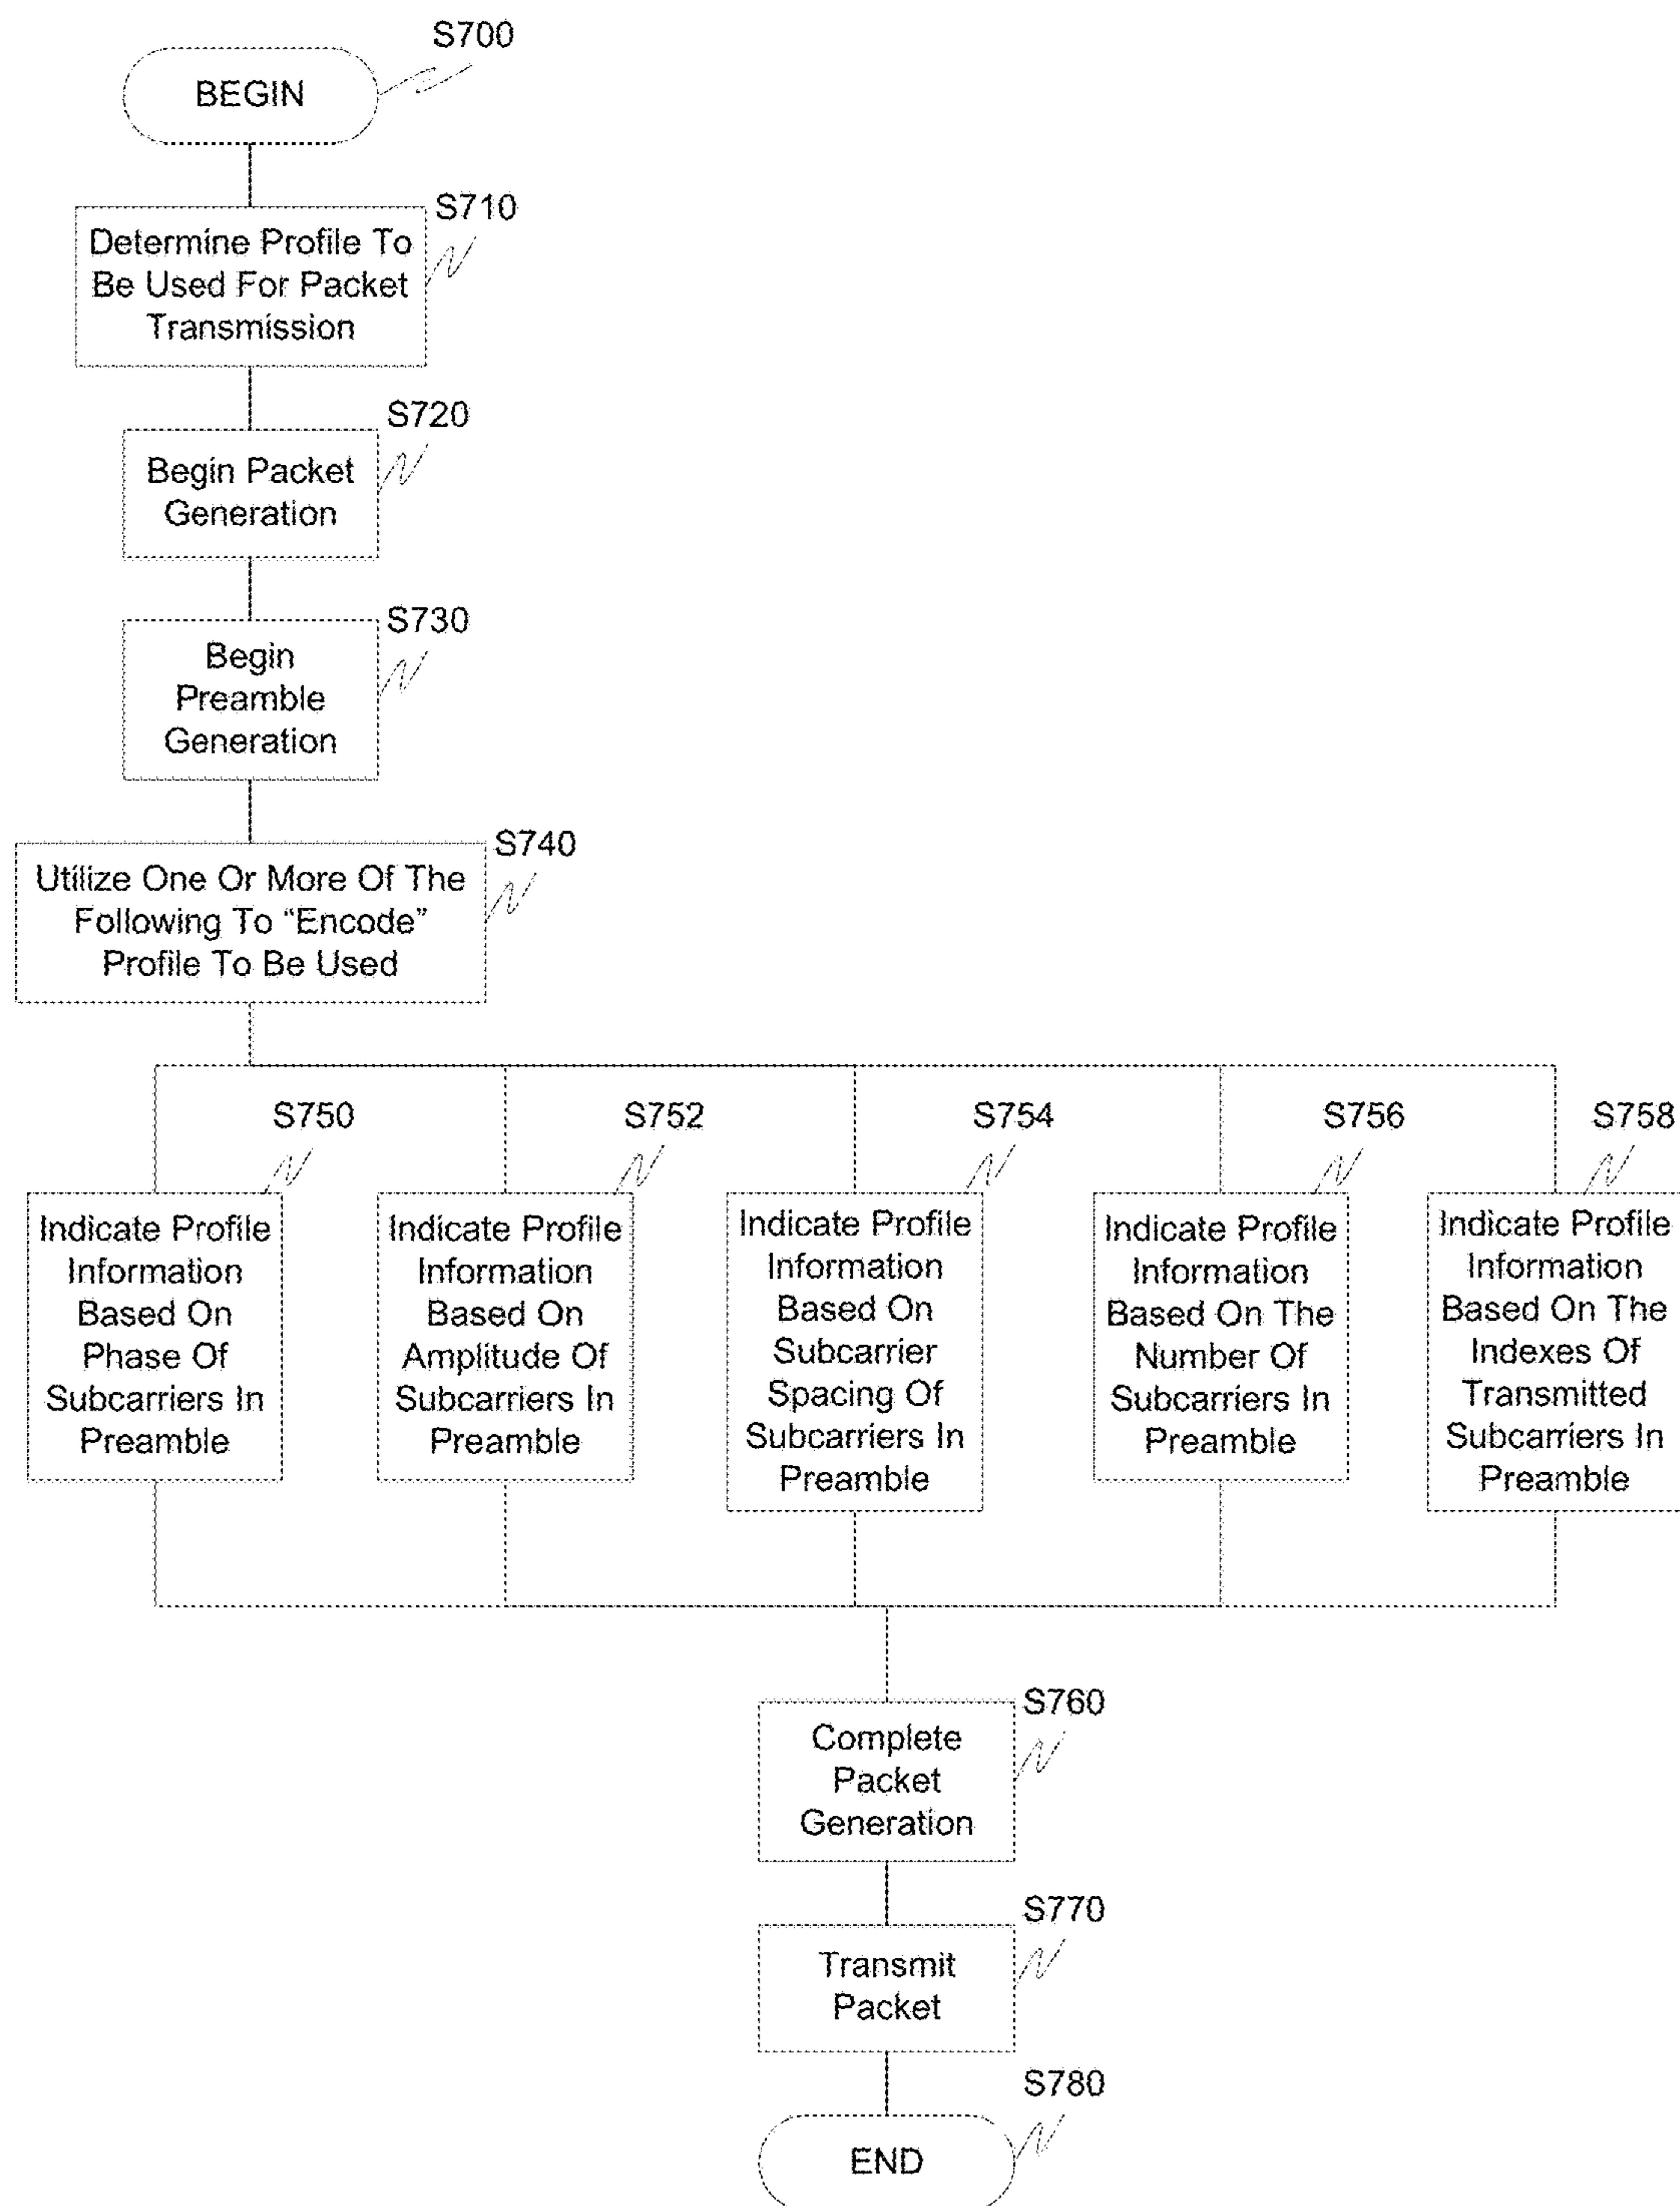 S700
BEGIN
S710
Determine Profile To
Be Used For Packet
Transmission
S720
Begin Packet
Generation
S730
Begin
Preamble
Generation
S740
Utilize One Or More Of The
Following To “Encode”
Profile To Be Used
S750
Indicate Profile
Information
Based On
Phase Of
Subcarriers In
Preamble
S752
Indicate Profile
Information
Based On
Amplitude Of
Subcarriers In
Preamble
S754
Indicate Profile
Information
Based On
Subcarrier
Spacing Of
Subcarriers In
Preamble
S756
Indicate Profile
Information
Based On The
Number Of
Subcarriers In
Preamble
S758
Indicate Profile
Information
Based On The
Indexes Of
Transmitted
Subcarriers In
Preamble
S760
Complete
Packet
Generation
S770
Transmit
Packet
S780
END